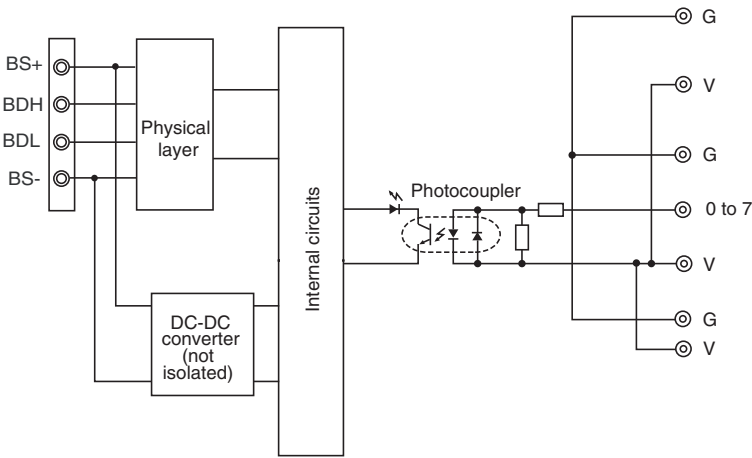 BS+
BDH
BDL
BS-
Physical
layer
DC-DC
converter
(not
isolated)
Internal circuits
Photocoupler
G
V
G
0 to 7
V
G
V